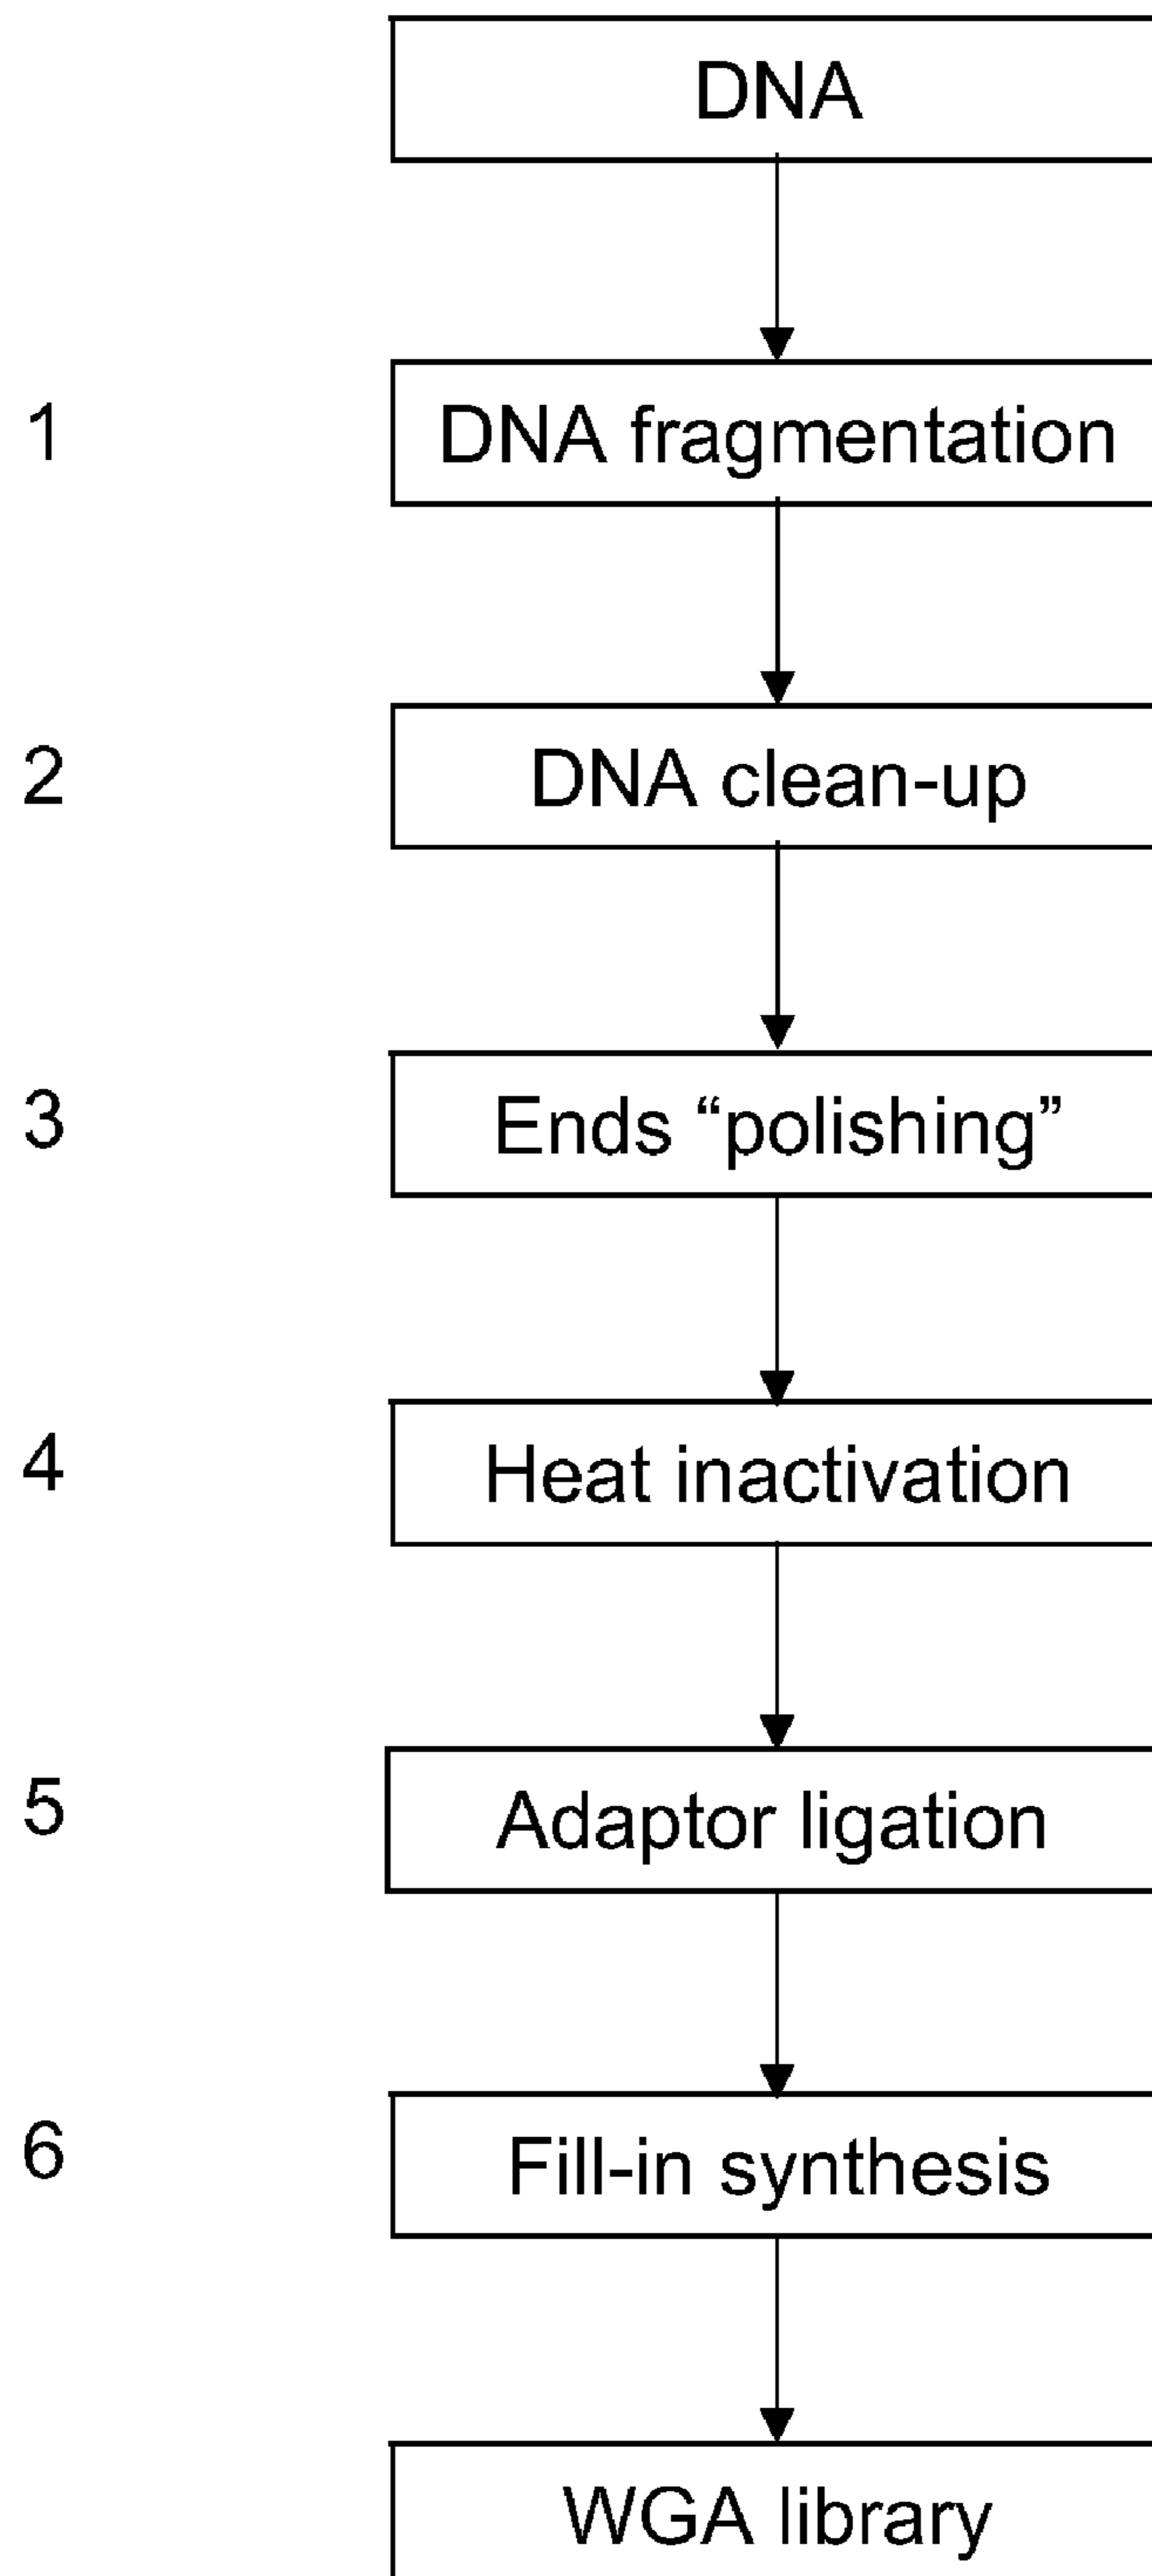 DNA
1 DNA fragmentation
2 DNA clean-up
3 Ends “polishing”
4 Heat inactivation
5 Adaptor ligation
6 Fill-in synthesis
WGA library